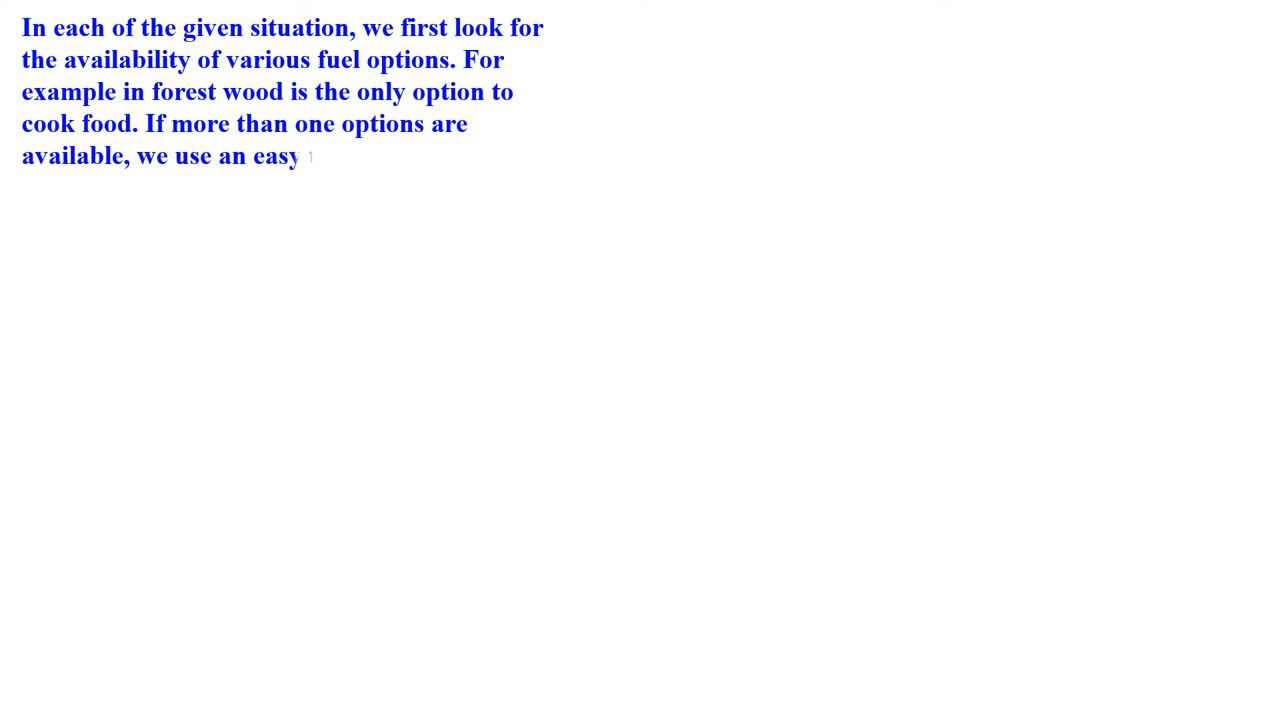 In each of the given situation, we first look for
the availability of various fuel options. For
example in forest wood is the only option to
cook food. If more than one options are
available, we use an easy